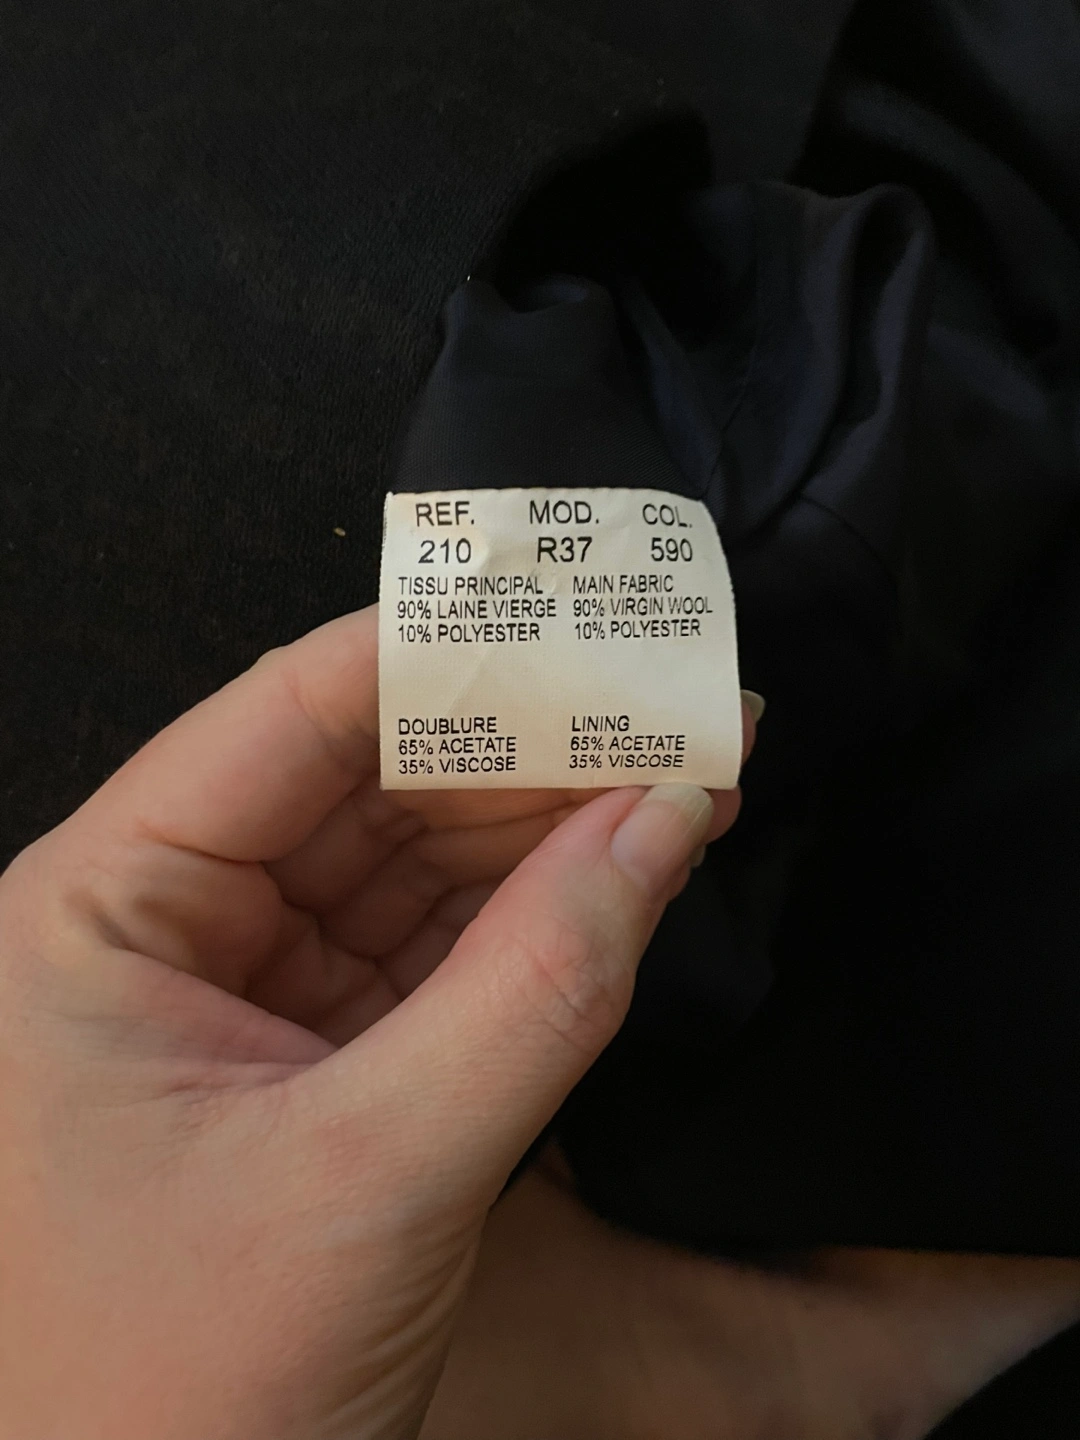 REF. MOD. COL.
210 R37 590
TISSU PRINCIPAL MAIN FABRIC
90% LAINE VIERGE 90% VIRGIN WOOL
10% POLYESTER 10% POLYESTER
DOUBLURE LINING
65% ACETATE 65% ACETATE
35% VISCOSE 35% VISCOSE